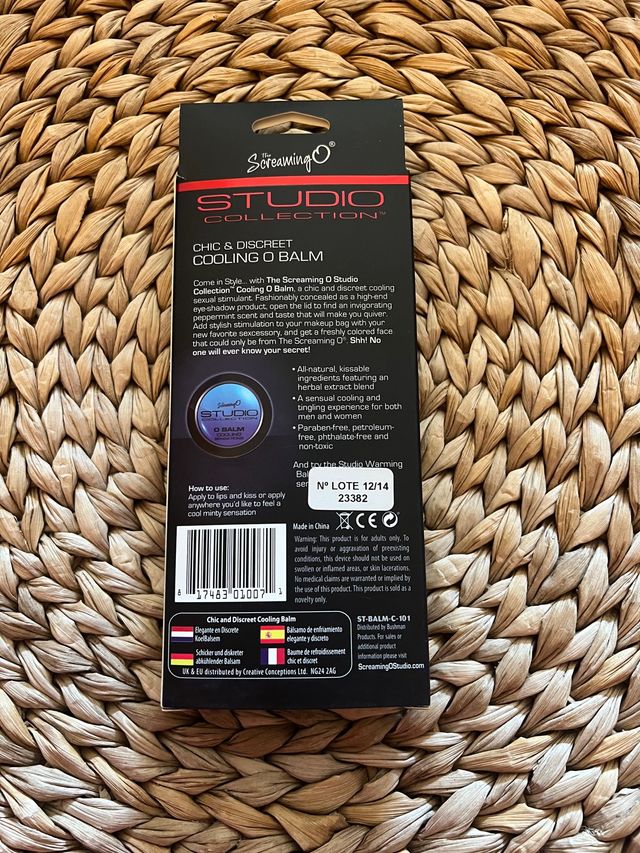 The
ScreamingO®
STUDIO
COLLECTION™
CHIC & DISCREET
COOLING O BALM
Come in Style... with The Screaming O Studio
Collection™ Cooling O Balm, a chic and discreet cooling
sexual stimulant. Fashionably concealed as a high-end
eye-shadow product, open the lid to find an invigorating
peppermint scent and taste that will make you quiver.
Add stylish stimulation to your makeup bag with your
new favorite sexcessory, and get a freshly colored face
that could only be from The Screaming O®. Shh! No
one will ever know your secret!
• All-natural, kissable
ingredients featuring an
herbal extract blend
• A sensual cooling and
tingling experience for both
men and women
• Paraben-free, petroleum-
free, phthalate-free and
non-toxic
ScreamingO
STUDIO
COLLECTION
O BALM
COOLING
And try the Studio Warming
Nº LOTE 12/14
23382
How to use:
Apply to lips and kiss or apply
anywhere you'd like to feel a
cool minty sensation
Made in China CE
Warning: This product is for adults only. To
avoid injury or aggravation of preexisting
conditions, this device should not be used on
swollen or inflamed areas, or skin lacerations.
No medical claims are warranted or implied by
the use of this product. This product is sold as a
novelty only.
8 17483 01007 1
Chic and Discreet Cooling Balm
Elegante en Discrete
KoelBalsem
Bálsamo de enfriamiento
elegante y discreto
Schicker und diskreter
abkühlender Balsam
Baume de refroidissement
chic et discret
UK & EU distributed by Creative Conceptions Ltd. NG24 2AG
ST-BALM-C-101
Distributed by Bushman
Products. For sales or
additional product
information please visit
ScreamingOStudio.com